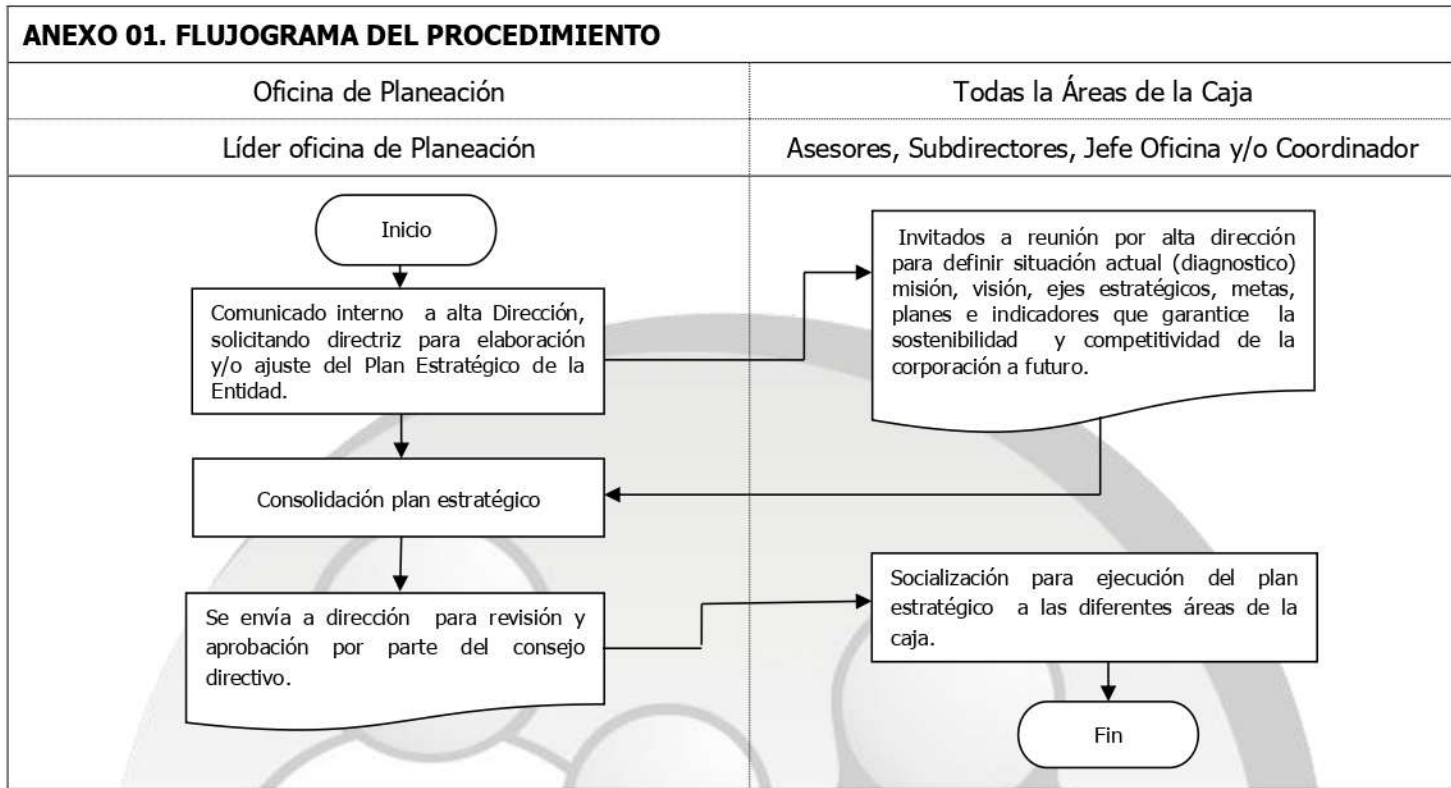 ANEXO 01. FLUJOGRAMA DEL PROCEDIMIENTO
Oficina de Planeación
Todas la Áreas de la Caja
Líder oficina de Planeación
Asesores, Subdirectores, Jefe Oficina y/o Coordinador
Inicio
Comunicado interno a alta Dirección,
solicitando directriz para elaboración
y/o ajuste del Plan Estratégico de la
Entidad.
Invitados a reunión por alta dirección
para definir situación actual (diagnostico)
misión, visión, ejes estratégicos, metas,
planes e indicadores que garantice la
sostenibilidad y competitividad de la
corporación a futuro.
Consolidación plan estratégico
Se envía a dirección para revisión y
aprobación por parte del consejo
directivo.
Socialización para ejecución del plan
estratégico a las diferentes áreas de la
caja.
Fin